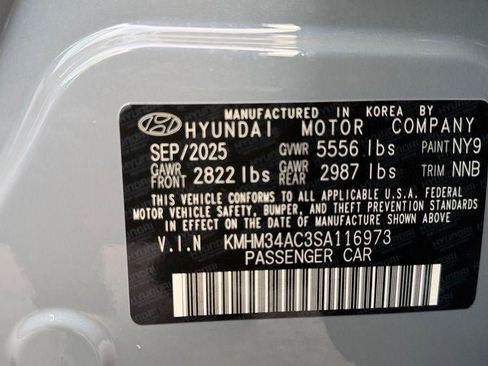 MANUFACTURED IN KOREA BY
HYUNDAI MOTOR COMPANY
SEP/2025 GVWR 5556 lbs PAINT NY9
GAWR FRONT 2822 lbs GAWR REAR 2987 lbs TRIM NNB
THIS VEHICLE CONFORMS TO ALL APPLICABLE U.S.A. FEDERAL
MOTOR VEHICLE SAFETY, BUMPER, AND THEFT PREVENTION
STANDARDS IN EFFECT ON THE DATE OF MANUFACTURE SHOWN ABOVE.
V.I.N KMHM34AC3SA116973
PASSENGER CAR